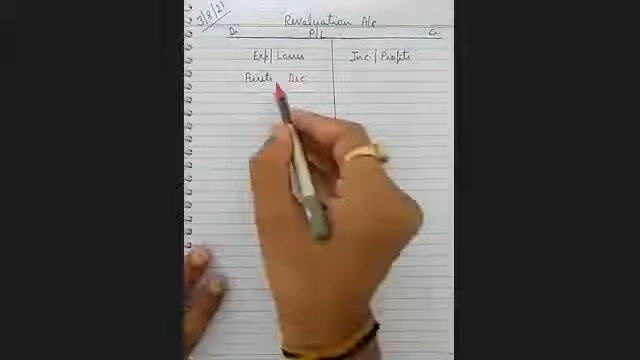 3/8/21
Revaluation A/c
Dr P/L Cr
Exp/Losses Inc./Profits
Assets Dec